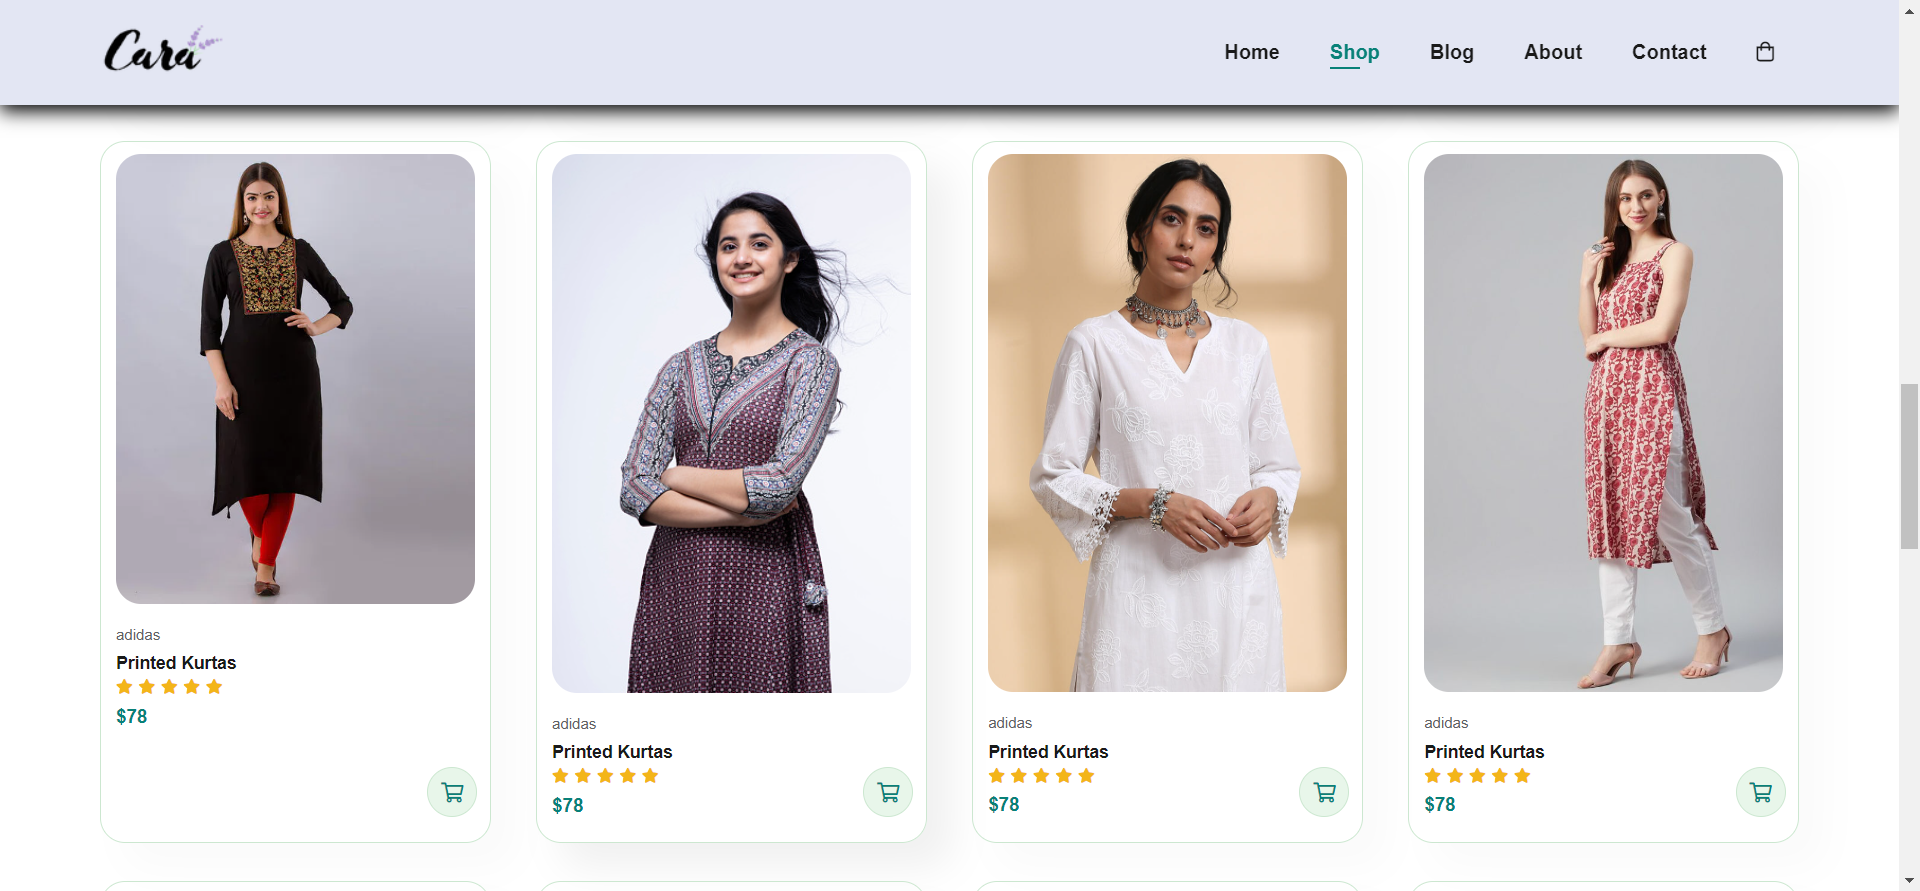 Cara
Home
Shop
Blog
About
Contact
adidas
Printed Kurtas
$78
adidas
Printed Kurtas
$78
adidas
Printed Kurtas
$78
adidas
Printed Kurtas
$78